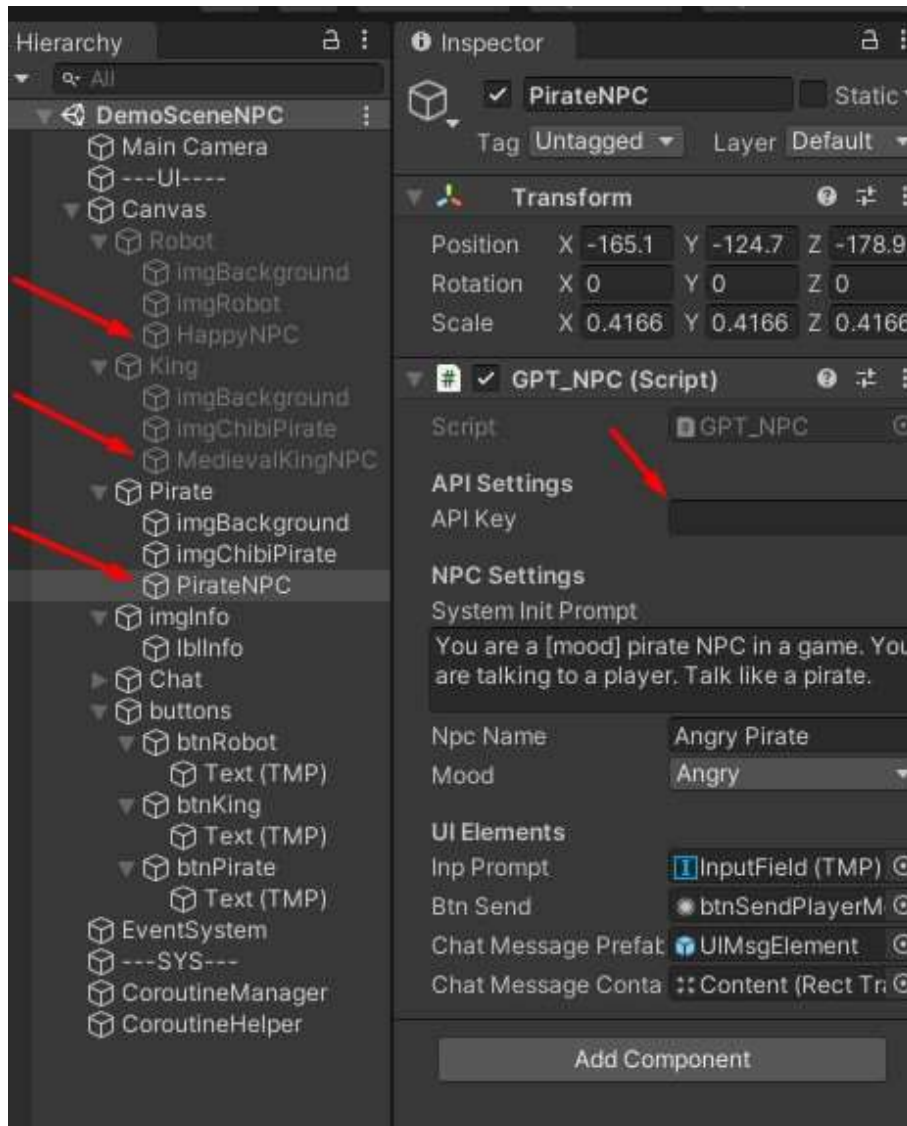 Hierarchy
All
DemoSceneNPC
Main Camera
---UI----
Canvas
Robot
imgBackground
imgRobot
HappyNPC
King
imgBackground
imgChibiPirate
MedievalKingNPC
Pirate
imgBackground
imgChibiPirate
PirateNPC
imgInfo
lblInfo
Chat
buttons
btnRobot
Text (TMP)
btnKing
Text (TMP)
btnPirate
Text (TMP)
EventSystem
---SYS---
CoroutineManager
CoroutineHelper
Inspector
PirateNPC Static
Tag Untagged Layer Default
Transform
Position X -165.1 Y -124.7 Z -178.9
Rotation X 0 Y 0 Z 0
Scale X 0.4166 Y 0.4166 Z 0.4166
# GPT_NPC (Script)
Script GPT_NPC
API Settings
API Key
NPC Settings
System Init Prompt
You are a [mood] pirate NPC in a game. You
are talking to a player. Talk like a pirate.
Npc Name Angry Pirate
Mood Angry
UI Elements
Inp Prompt InputField (TMP)
Btn Send btnSendPlayerM
Chat Message Prefab UIMsgElement
Chat Message Conta Content (Rect Tra
Add Component